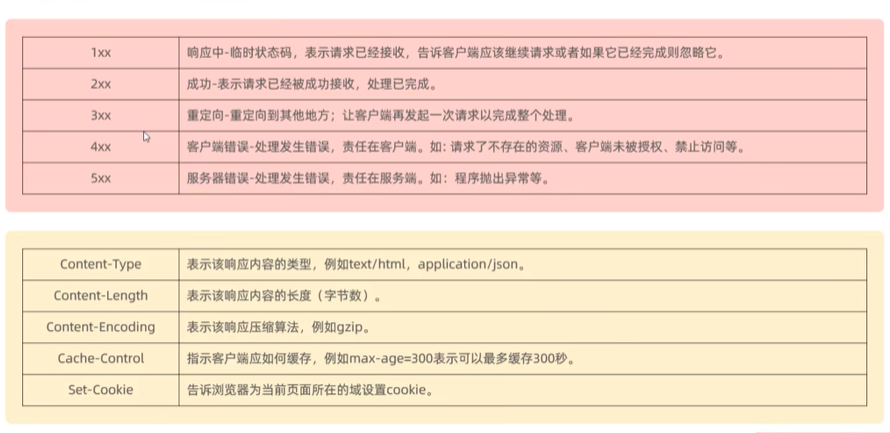 1xx 响应中-临时状态码，表示请求已经接收，告诉客户端应该继续请求或者如果它已经完成则忽略它。
2xx 成功-表示请求已经被成功接收，处理已完成。
3xx 重定向-重定向到其他地方；让客户端再发起一次请求以完成整个处理。
4xx 客户端错误-处理发生错误，责任在客户端。如：请求了不存在的资源、客户端未被授权、禁止访问等。
5xx 服务器错误-处理发生错误，责任在服务端。如：程序抛出异常等。
Content-Type 表示该响应内容的类型，例如text/html，application/json。
Content-Length 表示该响应内容的长度（字节数）。
Content-Encoding 表示该响应压缩算法，例如gzip。
Cache-Control 指示客户端应如何缓存，例如max-age=300表示可以最多缓存300秒。
Set-Cookie 告诉浏览器为当前页面所在的域设置cookie。